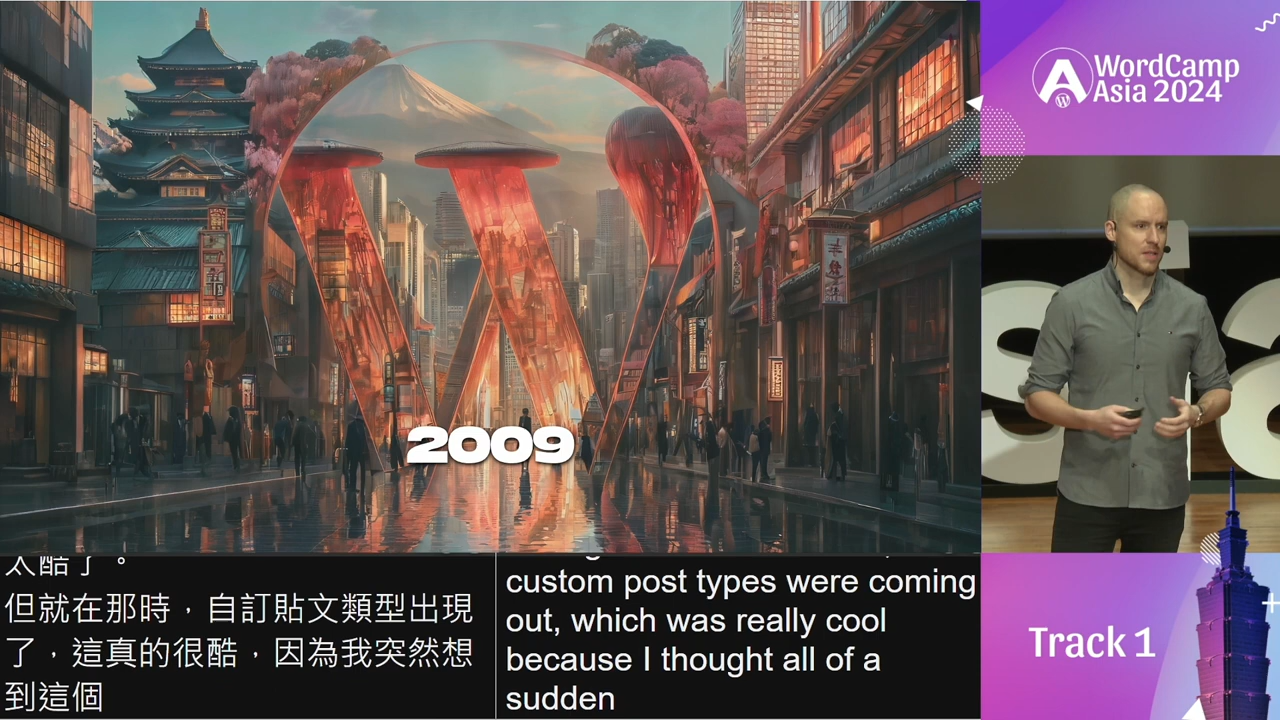 WordCamp
Asia 2024
2009
太酷了。
但就在那時，自訂貼文類型出現
了，這真的很酷，因為我突然想
到這個
custom post types were coming
out, which was really cool
because I thought all of a
sudden
Track 1